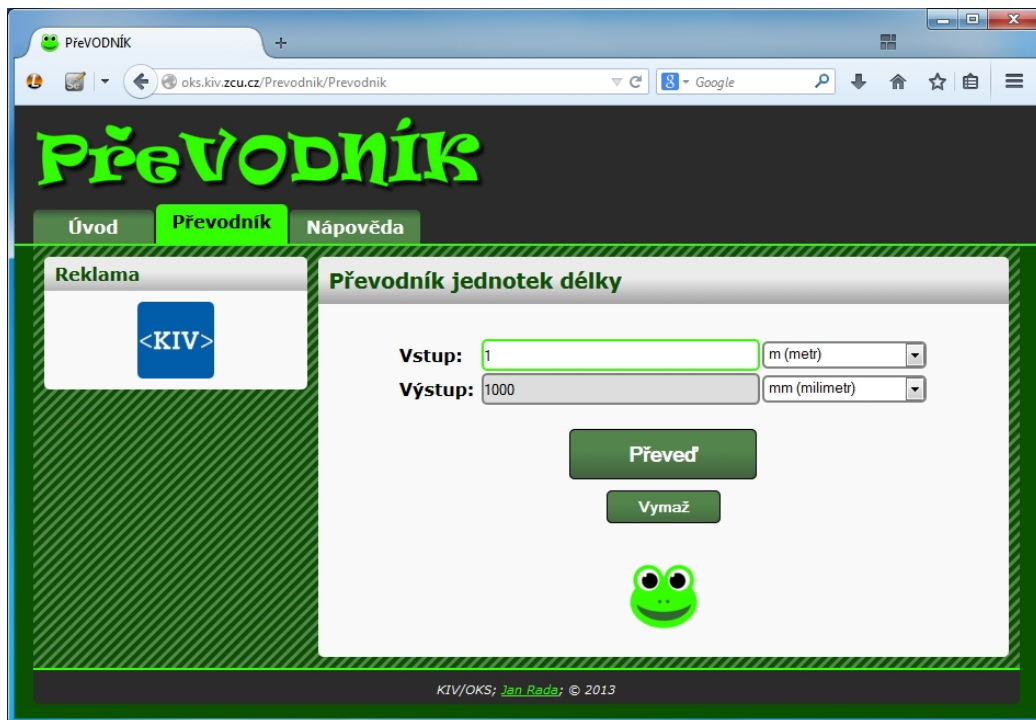 PřeVODNÍK
oks.kiv.zcu.cz/Prevodnik/Prevodnik
Google
PřeVODNÍK
Úvod
Převodník
Nápověda
Reklama
<KIV>
Převodník jednotek délky
Vstup: 1 m (metr)
Výstup: 1000 mm (milimetr)
Převeď
Vymaž
KIV/OKS; Jan Rada; © 2013